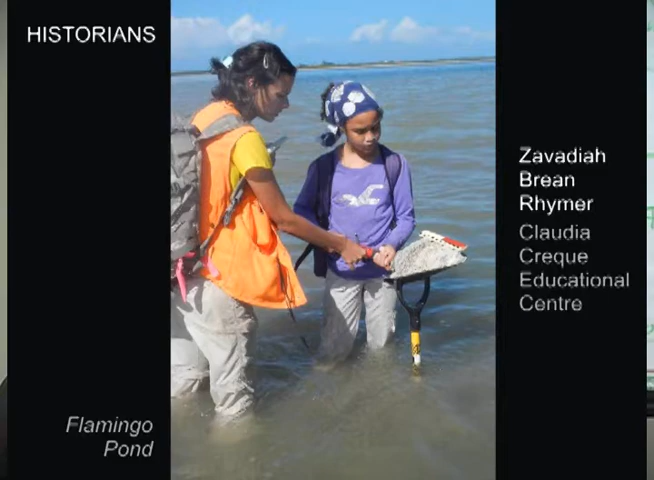 HISTORIANS
Zavadiah
Brean
Rhymer
Claudia
Creque
Educational
Centre
Flamingo
Pond